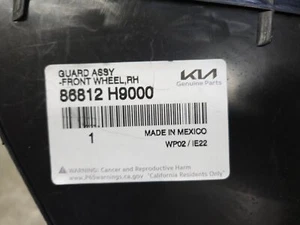 GUARD ASSY
-FRONT WHEEL,RH
KIA
Genuine Parts
86812 H9000
1
MADE IN MEXICO
WP02 / IE22
WARNING: Cancer and Reproductive Harm
www.P65warnings.ca.gov "California Residents Only"